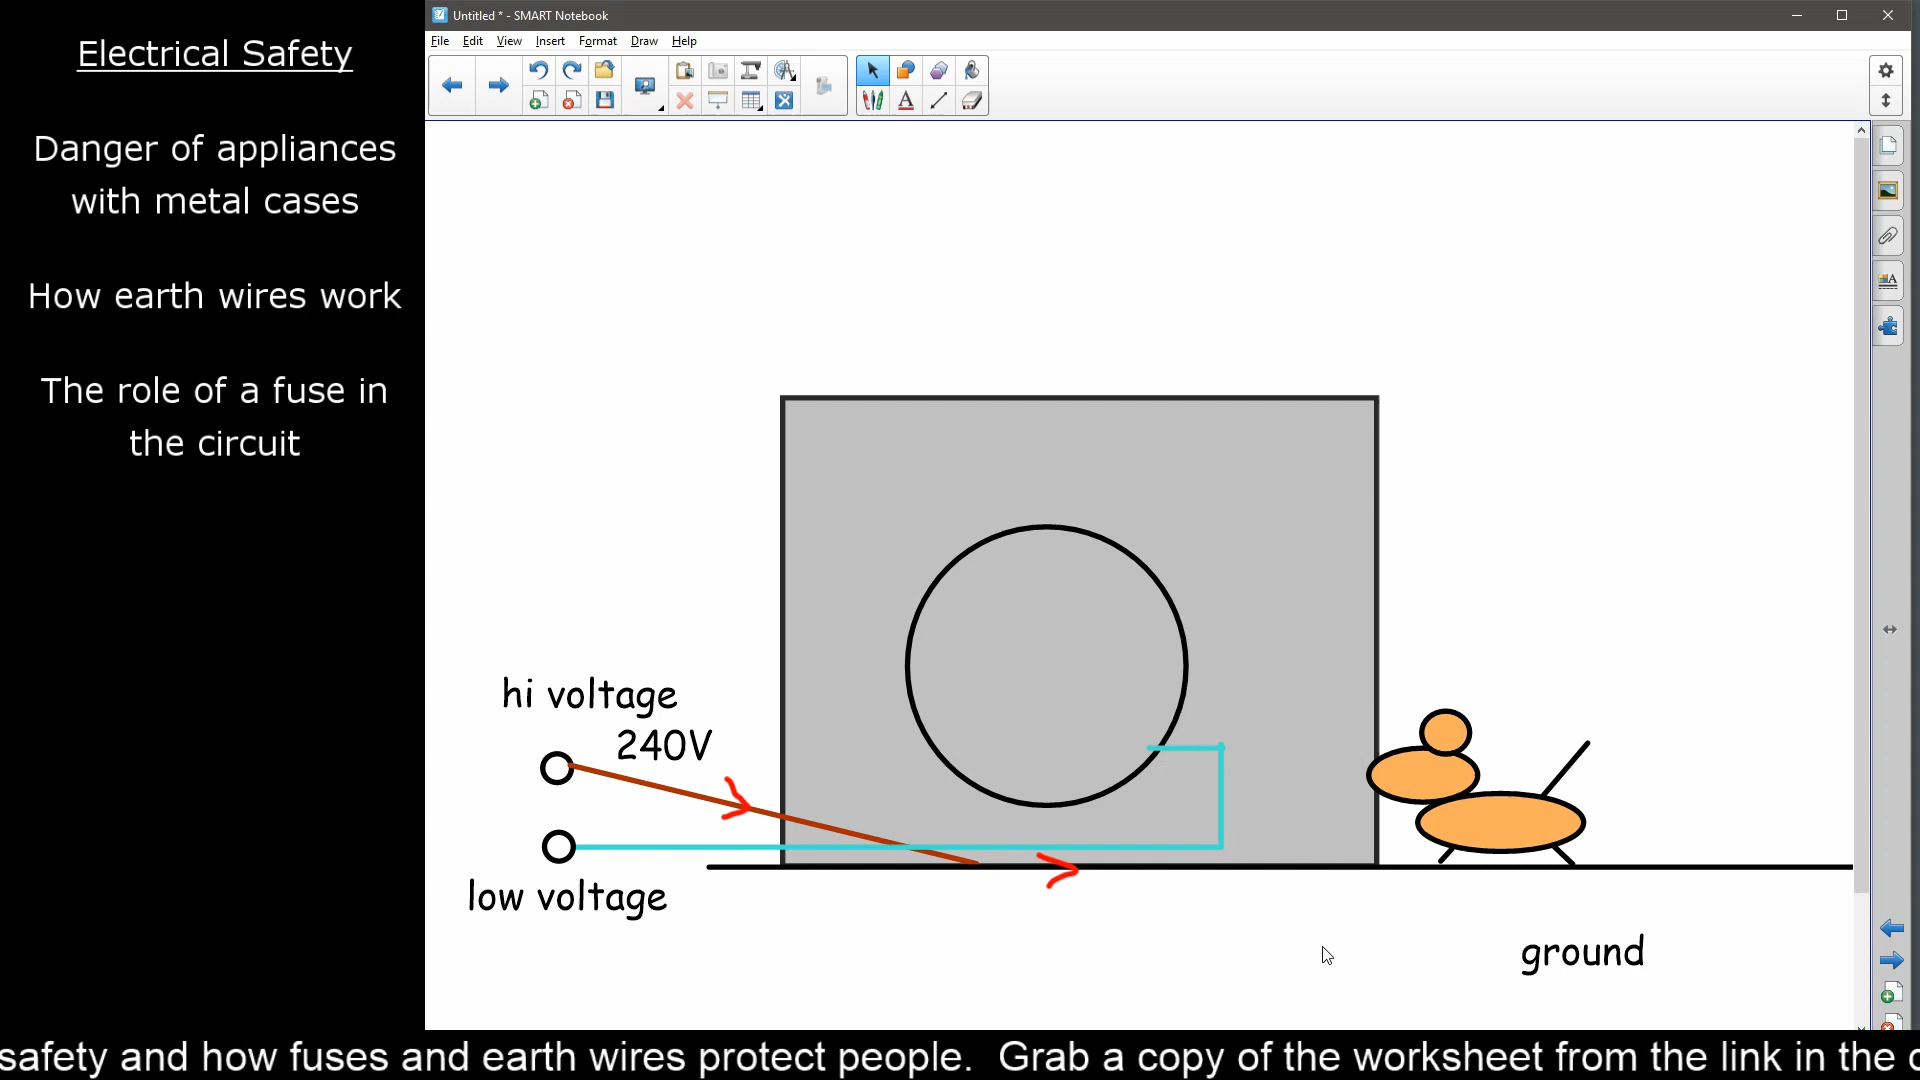 Electrical Safety
Danger of appliances
with metal cases
How earth wires work
The role of a fuse in
the circuit
Untitled * - SMART Notebook
File Edit View Insert Format Draw Help
hi voltage
240V
low voltage
ground
safety and how fuses and earth wires protect people. Grab a copy of the worksheet from the link in the